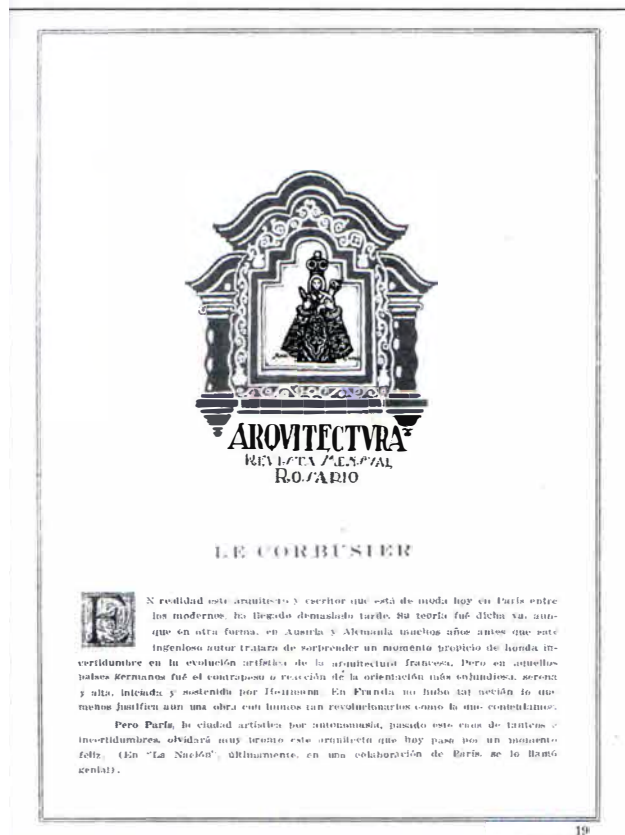 ARQVITECTVRA
REVISTA MENSVAL
ROSARIO
LE CORBUSIER
EN realidad este arquitecto y escritor que está de moda hoy en París entre
los modernos, ha llegado demasiado tarde. Su teoría fué dicha ya, aun-
que en otra forma, en Austria y Alemania muchos años antes que este
ingenioso autor tratara de sorprender un momento propicio de honda in-
certidumbre en la evolución artística de la arquitectura francesa. Pero en aquellos
países germanos fué el contrapeso o reacción de la orientación más enjundiosa, serena
y alta, iniciada y sostenida por En Francia no hubo tal acción lo que
menos justifica aún una obra con humos tan revolucionarios como la que contemplamos.
Pero París, la ciudad artística por autonomasia, pasado este caos de tanteos e
incertidumbres, olvidará muy pronto este arquitecto que hoy pasa por un momento
feliz. (En "La Nación", últimamente, en una colaboración de París, se lo llamó
genial).
19